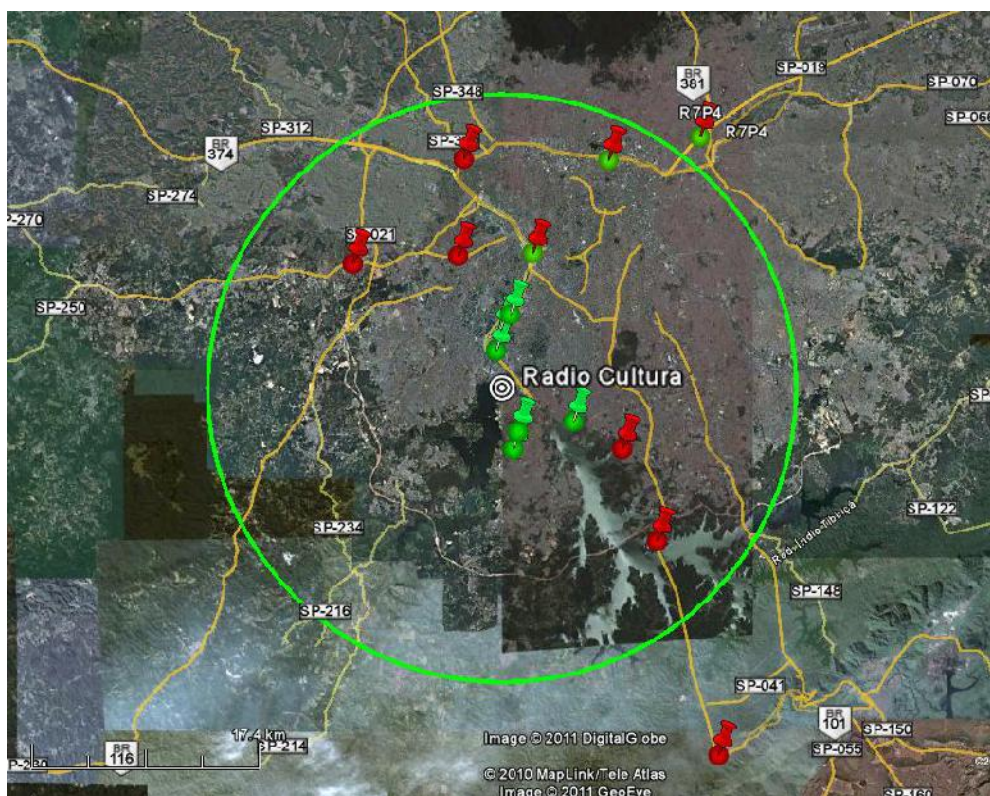 BR
381
SP-019
SP-348
SP-070
R7P4
R7P4
SP-312
BR
374
SP-274
SP-270
SP-021
SP-250
Radio Cultura
SP-122
SP-234
SP-148
SP-216
SP-041
17.4 km
SP-214
BR
116
BR
101
SP-150
SP-055
SP-160
Image © 2011 DigitalGlobe
© 2010 MapLink/Tele Atlas
Image © 2011 GeoEye